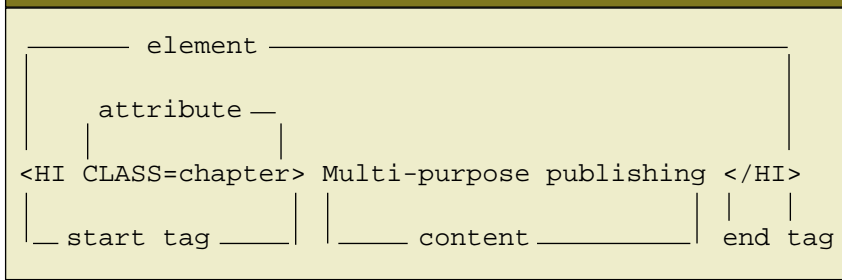 element
attribute
<HI CLASS=chapter> Multi-purpose publishing </HI>
start tag content end tag